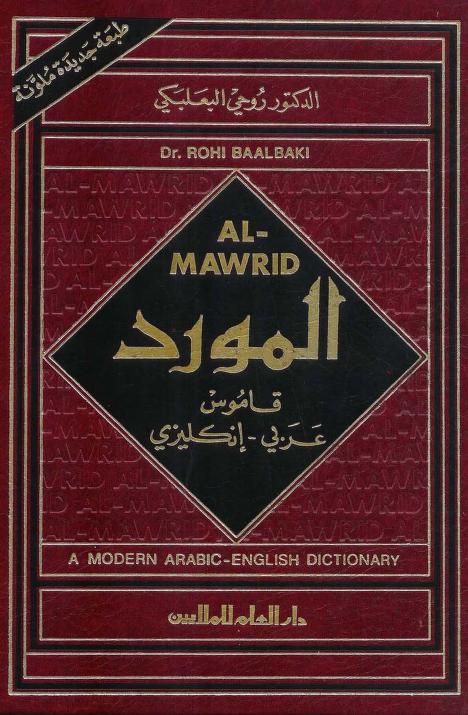 طبعة جديدة ملونة
الدكتور روحي البعلبكي
Dr. ROHI BAALBAKI
AL-
MAWRID
المورد
قاموس
عربي - إنكليزي
A MODERN ARABIC-ENGLISH DICTIONARY
دار العلم للملايين